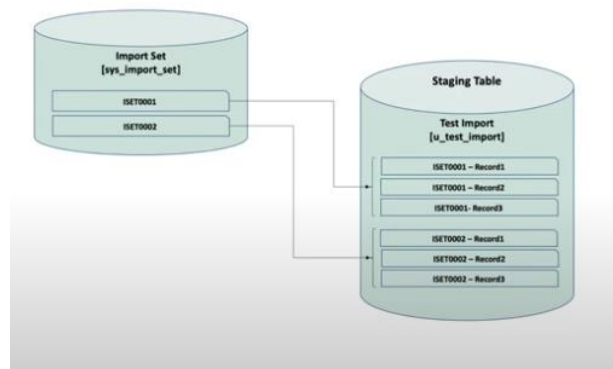 Import Set
[sys_import_set]
ISET0001
ISET0002
Staging Table
Test Import
[u_test_import]
ISET0001 – Record1
ISET0001 – Record2
ISET0001- Record3
ISET0002 – Record1
ISET0002 – Record2
ISET0002 – Record3